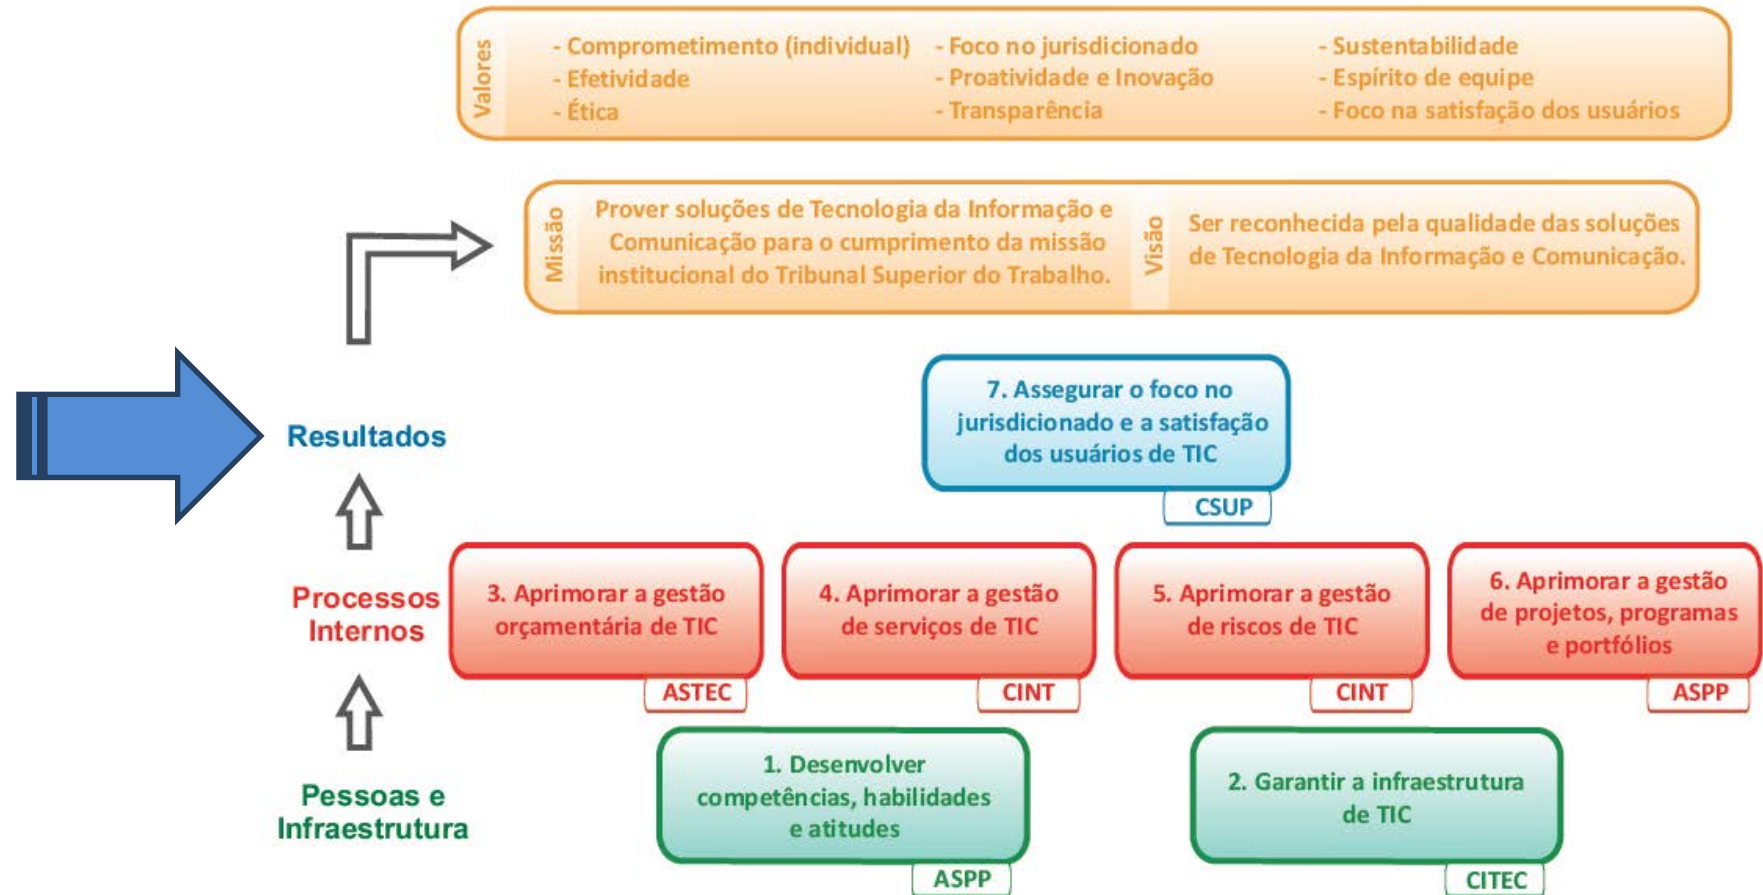 Valores
- Comprometimento (individual)
- Efetividade
- Ética
- Foco no jurisdicionado
- Proatividade e Inovação
- Transparência
- Sustentabilidade
- Espírito de equipe
- Foco na satisfação dos usuários
Missão
Prover soluções de Tecnologia da Informação e
Comunicação para o cumprimento da missão
institucional do Tribunal Superior do Trabalho.
Visão
Ser reconhecida pela qualidade das soluções
de Tecnologia da Informação e Comunicação.
Resultados
7. Assegurar o foco no
jurisdicionado e a satisfação
dos usuários de TIC
CSUP
Processos
Internos
3. Aprimorar a gestão
orçamentária de TIC
ASTEC
4. Aprimorar a gestão
de serviços de TIC
CINT
5. Aprimorar a gestão
de riscos de TIC
CINT
6. Aprimorar a gestão
de projetos, programas
e portfólios
ASPP
Pessoas e
Infraestrutura
1. Desenvolver
competências, habilidades
e atitudes
ASPP
2. Garantir a infraestrutura
de TIC
CITEC